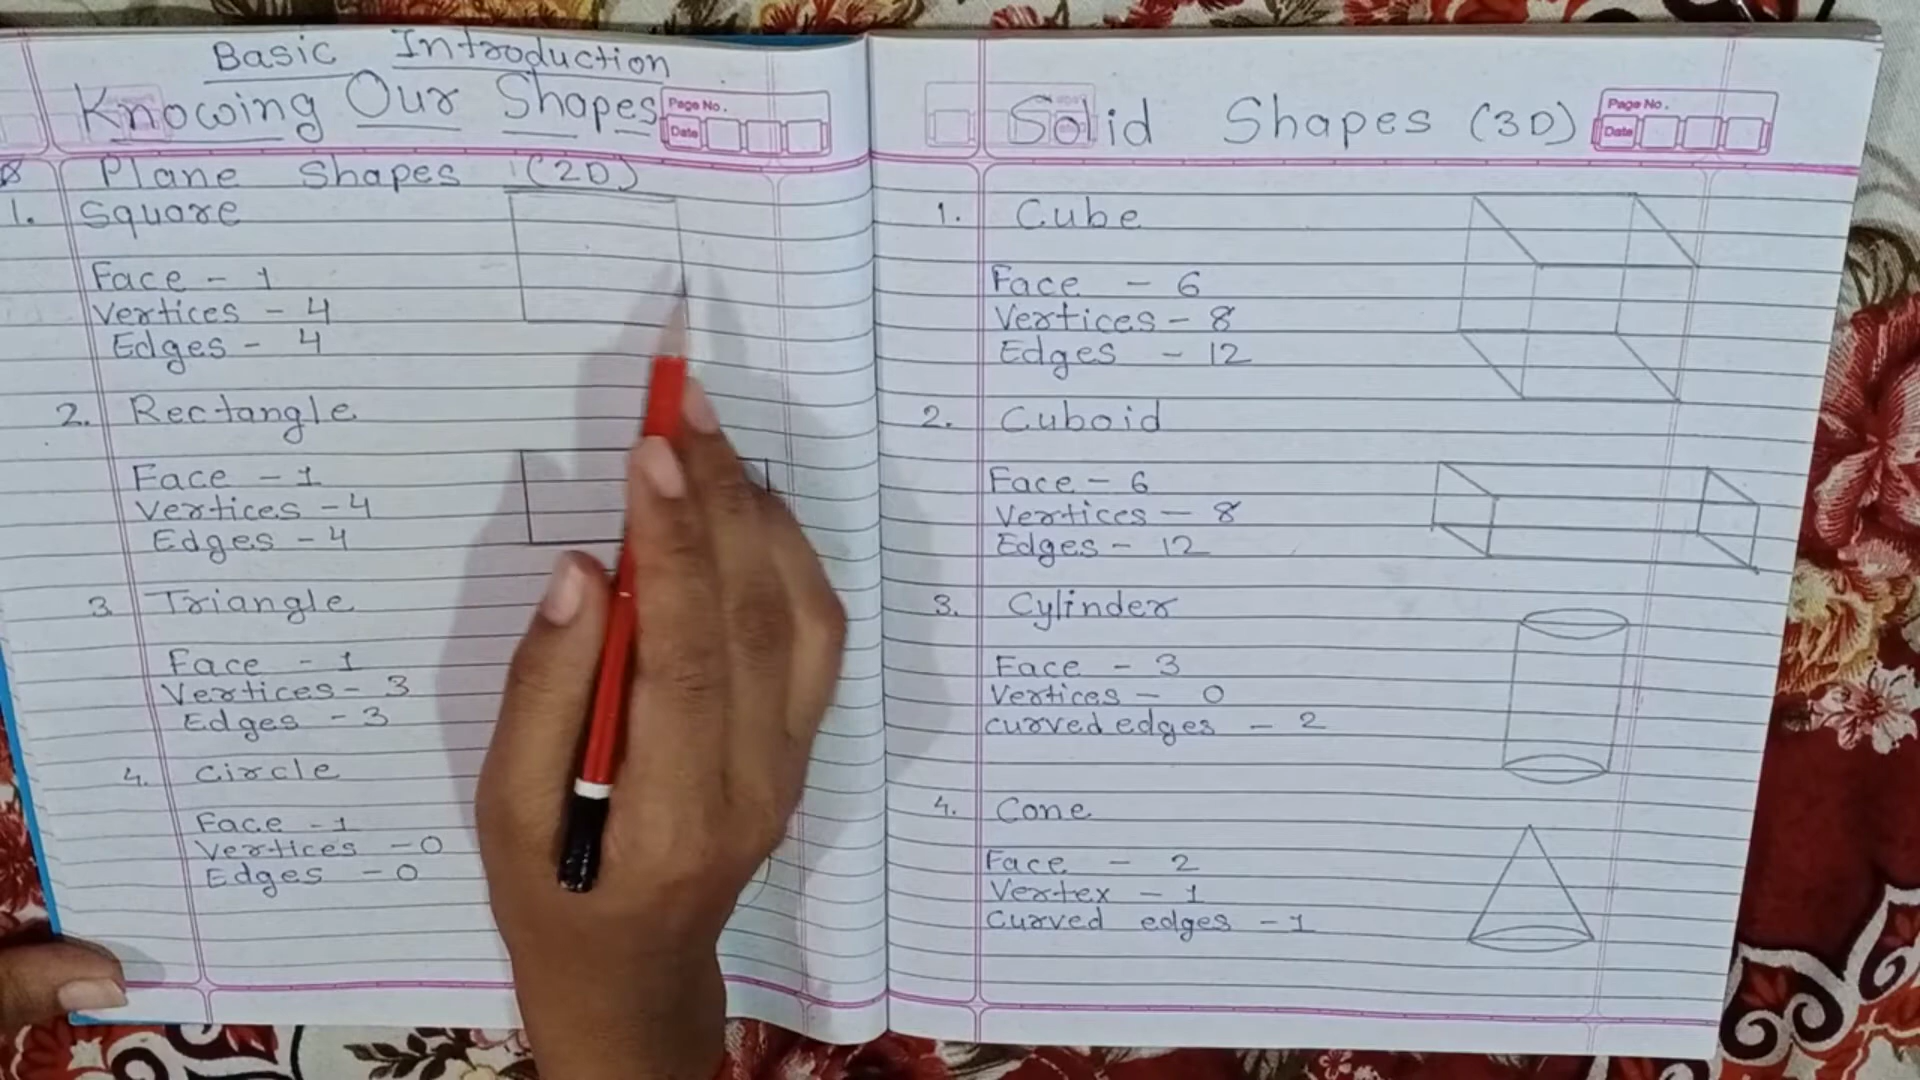 Basic Introduction
Knowing Our Shapes
Page No.
Date
Plane Shapes (2D)
1. Square
Face - 1
Vertices - 4
Edges - 4
2. Rectangle
Face - 1
Vertices - 4
Edges - 4
3. Triangle
Face - 1
Vertices - 3
Edges - 3
4. Circle
Face - 1
Vertices - 0
Edges - 0
Solid Shapes (3D)
Page No.
Date
1. Cube
Face - 6
Vertices - 8
Edges - 12
2. Cuboid
Face - 6
Vertices - 8
Edges - 12
3. Cylinder
Face - 3
Vertices - 0
curved edges - 2
4. Cone
Face - 2
Vertex - 1
Curved edges - 1